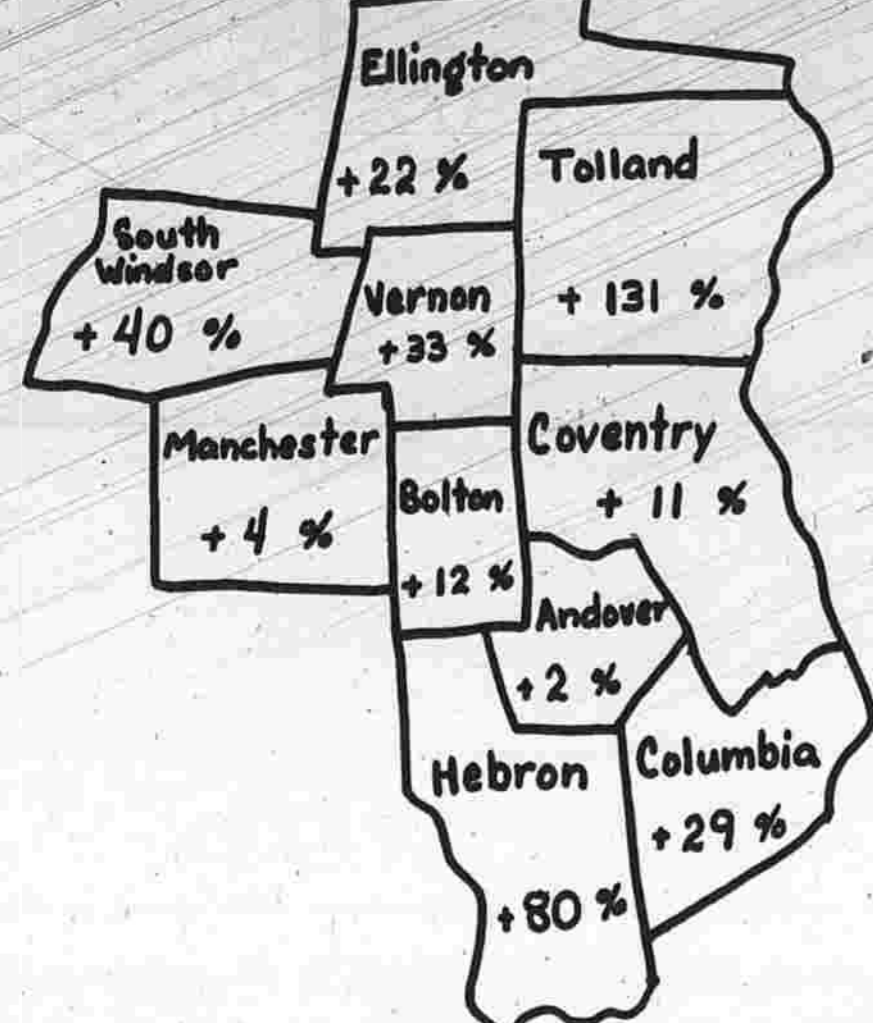 Ellington
+ 22 %
Tolland
+ 131 %
South
Windsor
+ 40 %
Vernon
+ 33 %
Manchester
+ 4 %
Coventry
+ 11 %
Bolton
+ 12 %
Andover
+ 2 %
Hebron
+ 80 %
Columbia
+ 29 %